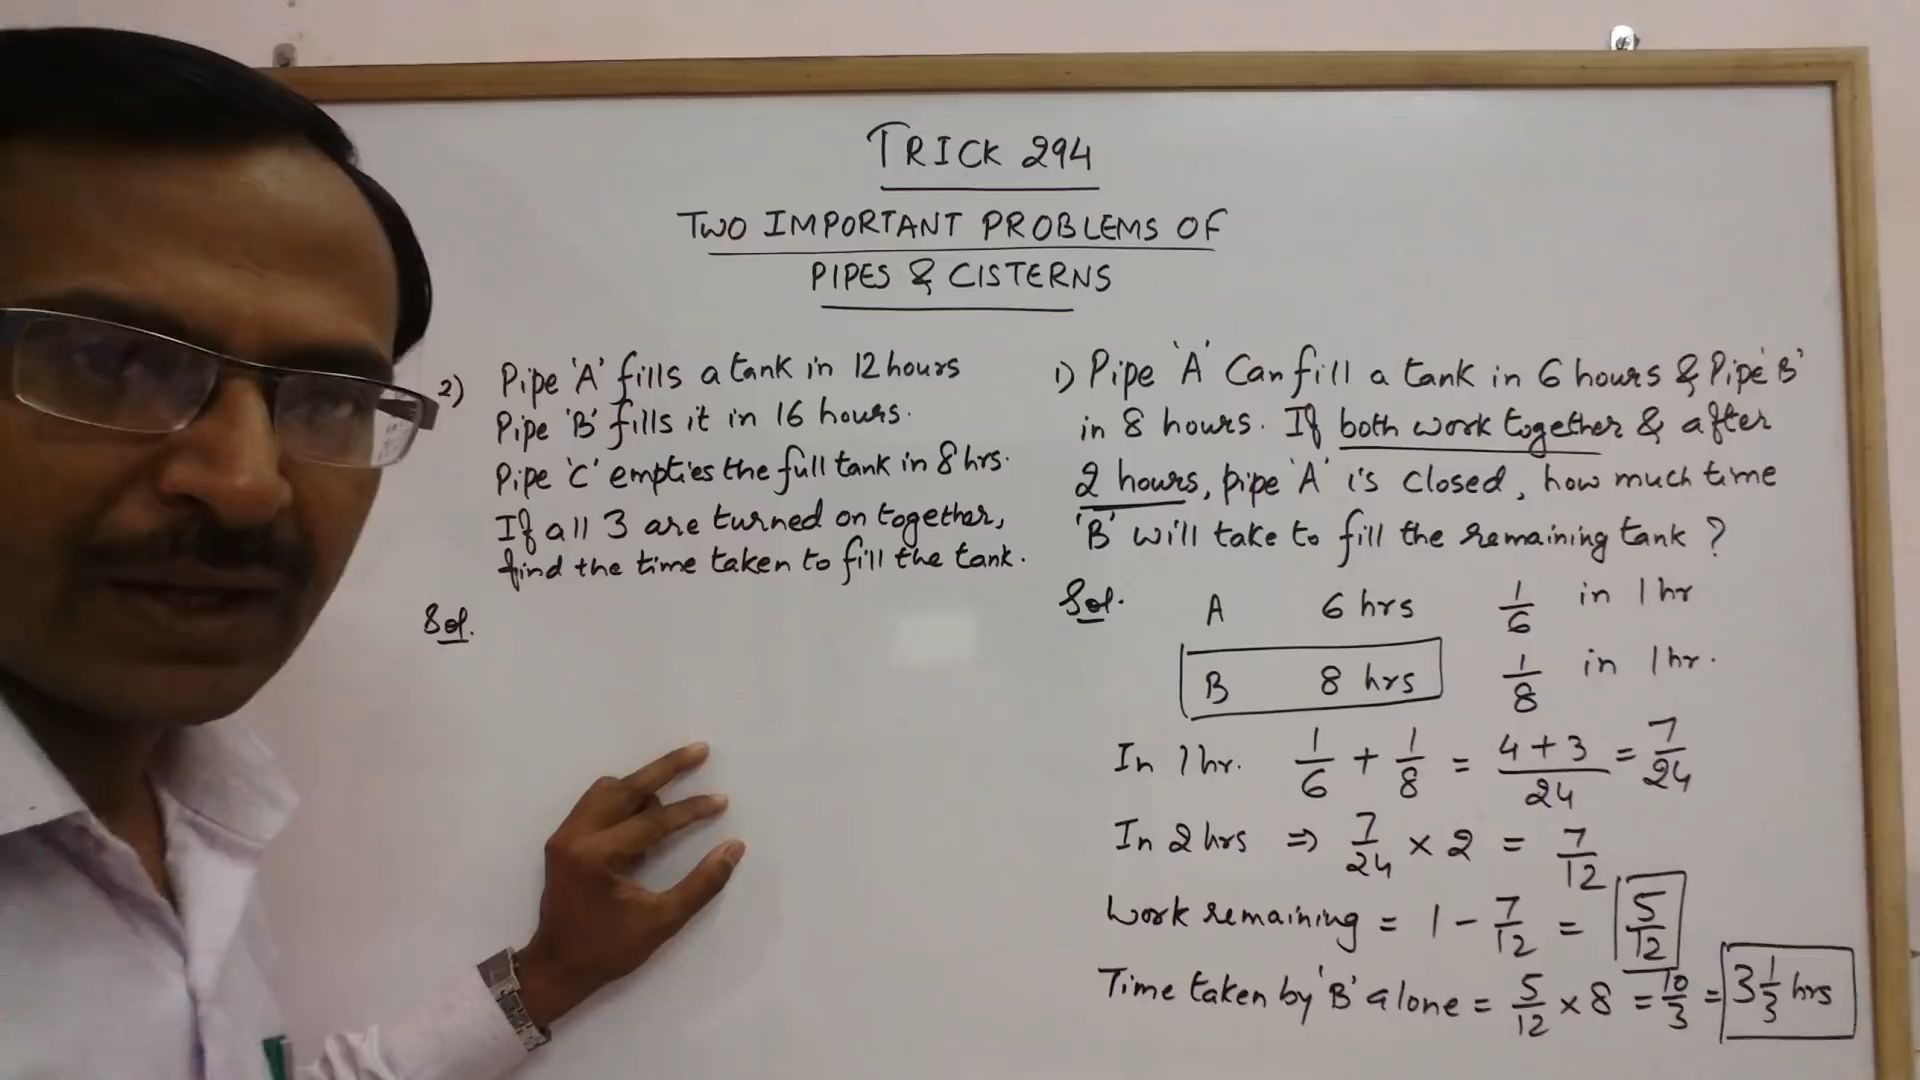 TRICK 294
TWO IMPORTANT PROBLEMS OF
PIPES & CISTERNS
2) Pipe 'A' fills a tank in 12 hours
Pipe 'B' fills it in 16 hours.
Pipe 'C' empties the full tank in 8 hrs.
If all 3 are turned on together,
find the time taken to fill the tank.
Sol.
1) Pipe 'A' Can fill a tank in 6 hours & Pipe 'B'
in 8 hours. If both work together & after
2 hours, pipe 'A' is closed, how much time
'B' will take to fill the remaining tank ?
Sol. A 6 hrs 1/6 in 1 hr
B 8 hrs 1/8 in 1 hr.
In 1 hr. 1/6 + 1/8 = 4 + 3/24 = 7/24
In 2 hrs ⇒ 7/24 × 2 = 7/12
Work remaining = 1 - 7/12 = 5/12
Time taken by 'B' alone = 5/12 × 8 = 10/3 = 3 1/3 hrs